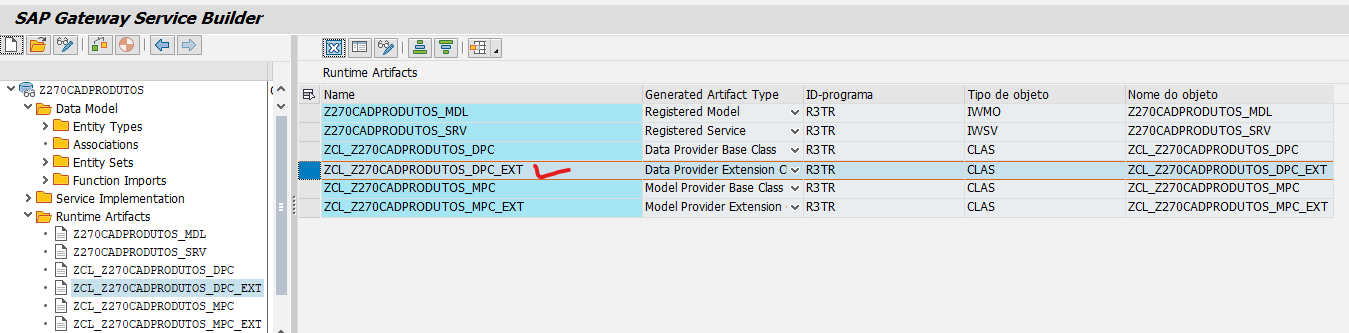 SAP Gateway Service Builder
Runtime Artifacts
Name Generated Artifact Type ID-programa Tipo de objeto Nome do objeto
Z270CADPRODUTOS_MDL Registered Model R3TR IWMO Z270CADPRODUTOS_MDL
Z270CADPRODUTOS_SRV Registered Service R3TR IWSV Z270CADPRODUTOS_SRV
ZCL_Z270CADPRODUTOS_DPC Data Provider Base Class R3TR CLAS ZCL_Z270CADPRODUTOS_DPC
ZCL_Z270CADPRODUTOS_DPC_EXT Data Provider Extension C R3TR CLAS ZCL_Z270CADPRODUTOS_DPC_EXT
ZCL_Z270CADPRODUTOS_MPC Model Provider Base Class R3TR CLAS ZCL_Z270CADPRODUTOS_MPC
ZCL_Z270CADPRODUTOS_MPC_EXT Model Provider Extension R3TR CLAS ZCL_Z270CADPRODUTOS_MPC_EXT
Z270CADPRODUTOS
Data Model
Entity Types
Associations
Entity Sets
Function Imports
Service Implementation
Runtime Artifacts
Z270CADPRODUTOS_MDL
Z270CADPRODUTOS_SRV
ZCL_Z270CADPRODUTOS_DPC
ZCL_Z270CADPRODUTOS_DPC_EXT
ZCL_Z270CADPRODUTOS_MPC
ZCL_Z270CADPRODUTOS_MPC_EXT